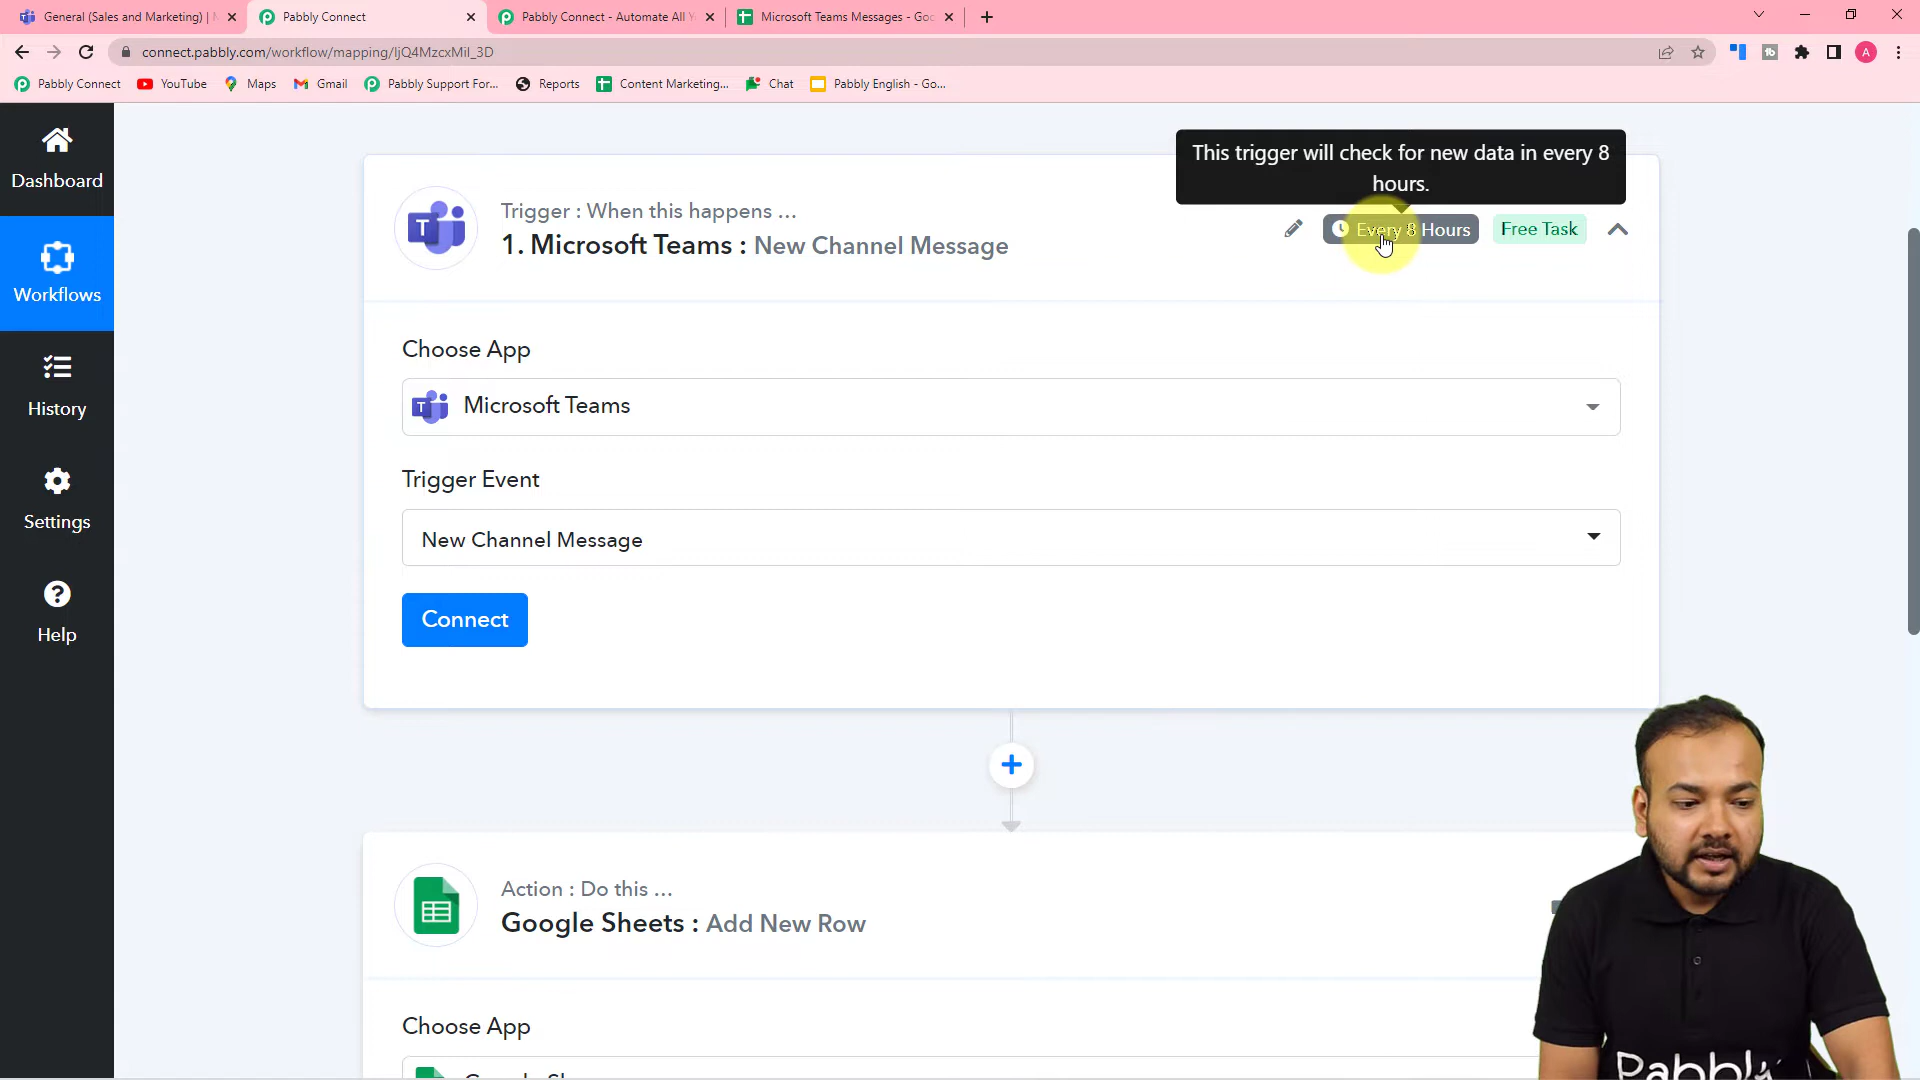 General (Sales and Marketing) |
Pabbly Connect
Pabbly Connect - Automate All Y
Microsoft Teams Messages - Goo
connect.pabbly.com/workflow/mapping/IjQ4MzcxMiI_3D
Pabbly Connect
YouTube
Maps
Gmail
Pabbly Support For...
Reports
Content Marketing...
Chat
Pabbly English - Go...
Dashboard
Workflows
History
Settings
Help
This trigger will check for new data in every 8
hours.
Trigger : When this happens ...
1. Microsoft Teams : New Channel Message
Every 8 Hours
Free Task
Choose App
Microsoft Teams
Trigger Event
New Channel Message
Connect
Action : Do this ...
Google Sheets : Add New Row
Choose App
Pabbly